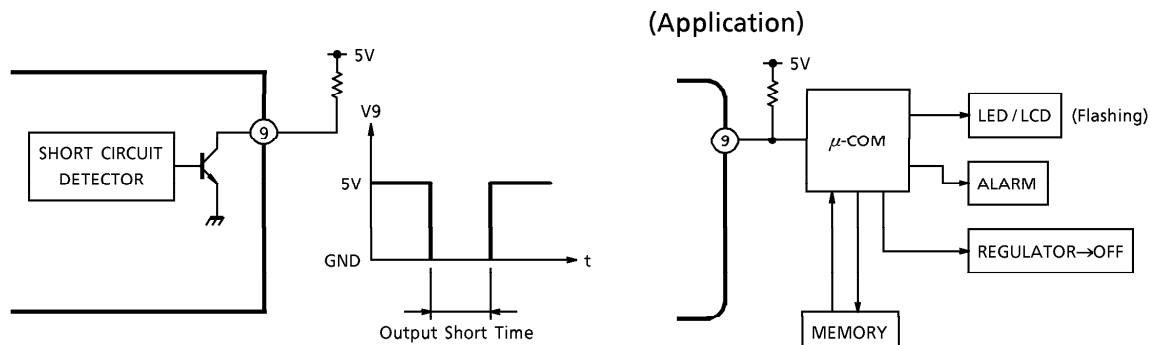 (Application)
5V
9
SHORT CIRCUIT
DETECTOR
V9
5V
GND
t
Output Short Time
5V
9
μ-COM
LED / LCD (Flashing)
ALARM
REGULATOR→OFF
MEMORY